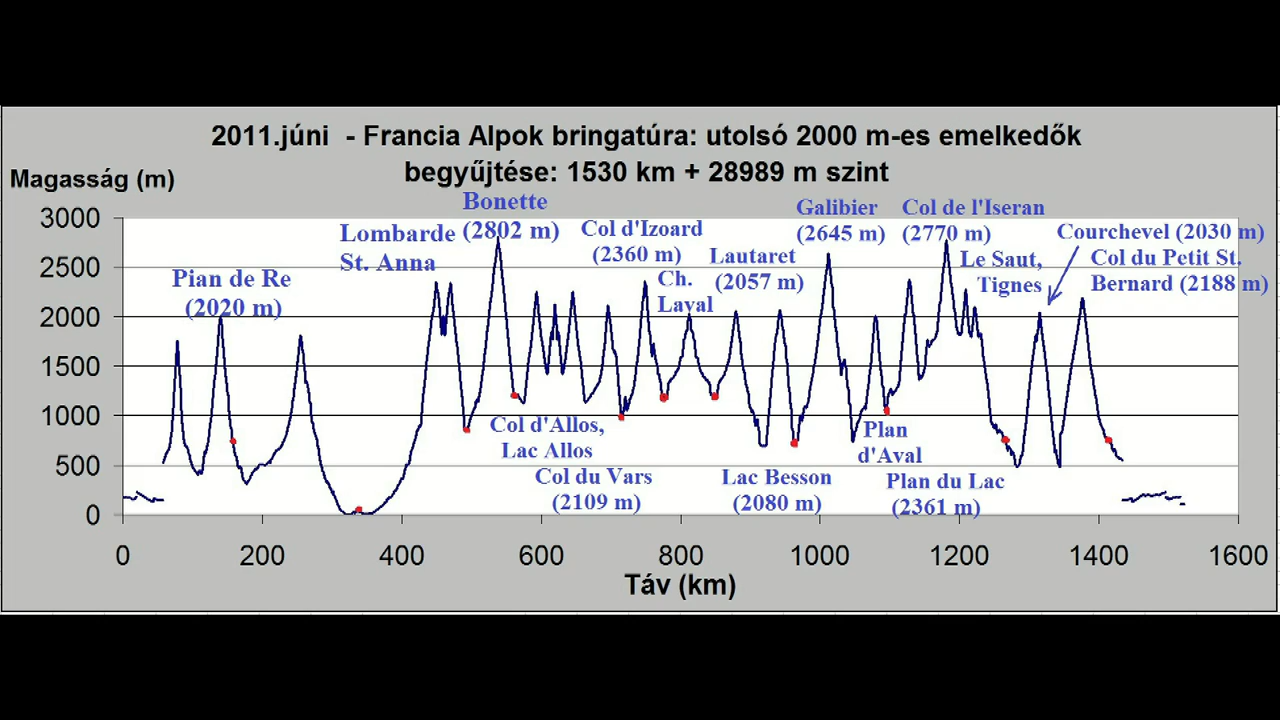 2011.júni - Francia Alpok bringatúra: utolsó 2000 m-es emelkedők
begyűjtése: 1530 km + 28989 m szint
Magasság (m)
Bonette
(2802 m)
Lombarde
St. Anna
Pian de Re
(2020 m)
Col d'Izoard
(2360 m)
Ch.
Laval
Lautaret
(2057 m)
Galibier
(2645 m)
Col de l'Iseran
(2770 m)
Le Saut,
Tignes
Courchevel (2030 m)
Col du Petit St.
Bernard (2188 m)
Col d'Allos,
Lac Allos
Col du Vars
(2109 m)
Lac Besson
(2080 m)
Plan
d'Aval
Plan du Lac
(2361 m)
3000
2500
2000
1500
1000
500
0
0 200 400 600 800 1000 1200 1400 1600
Táv (km)